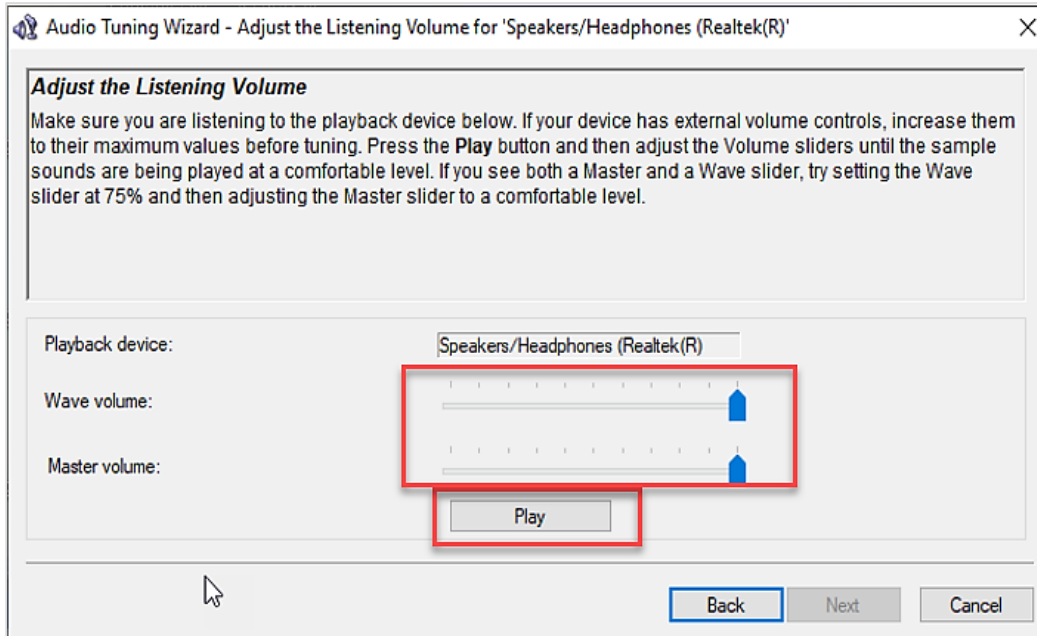 Audio Tuning Wizard - Adjust the Listening Volume for 'Speakers/Headphones (Realtek(R)'
Adjust the Listening Volume
Make sure you are listening to the playback device below. If your device has external volume controls, increase them
to their maximum values before tuning. Press the Play button and then adjust the Volume sliders until the sample
sounds are being played at a comfortable level. If you see both a Master and a Wave slider, try setting the Wave
slider at 75% and then adjusting the Master slider to a comfortable level.
Playback device:
Speakers/Headphones (Realtek(R)
Wave volume:
Master volume:
Play
Back
Next
Cancel